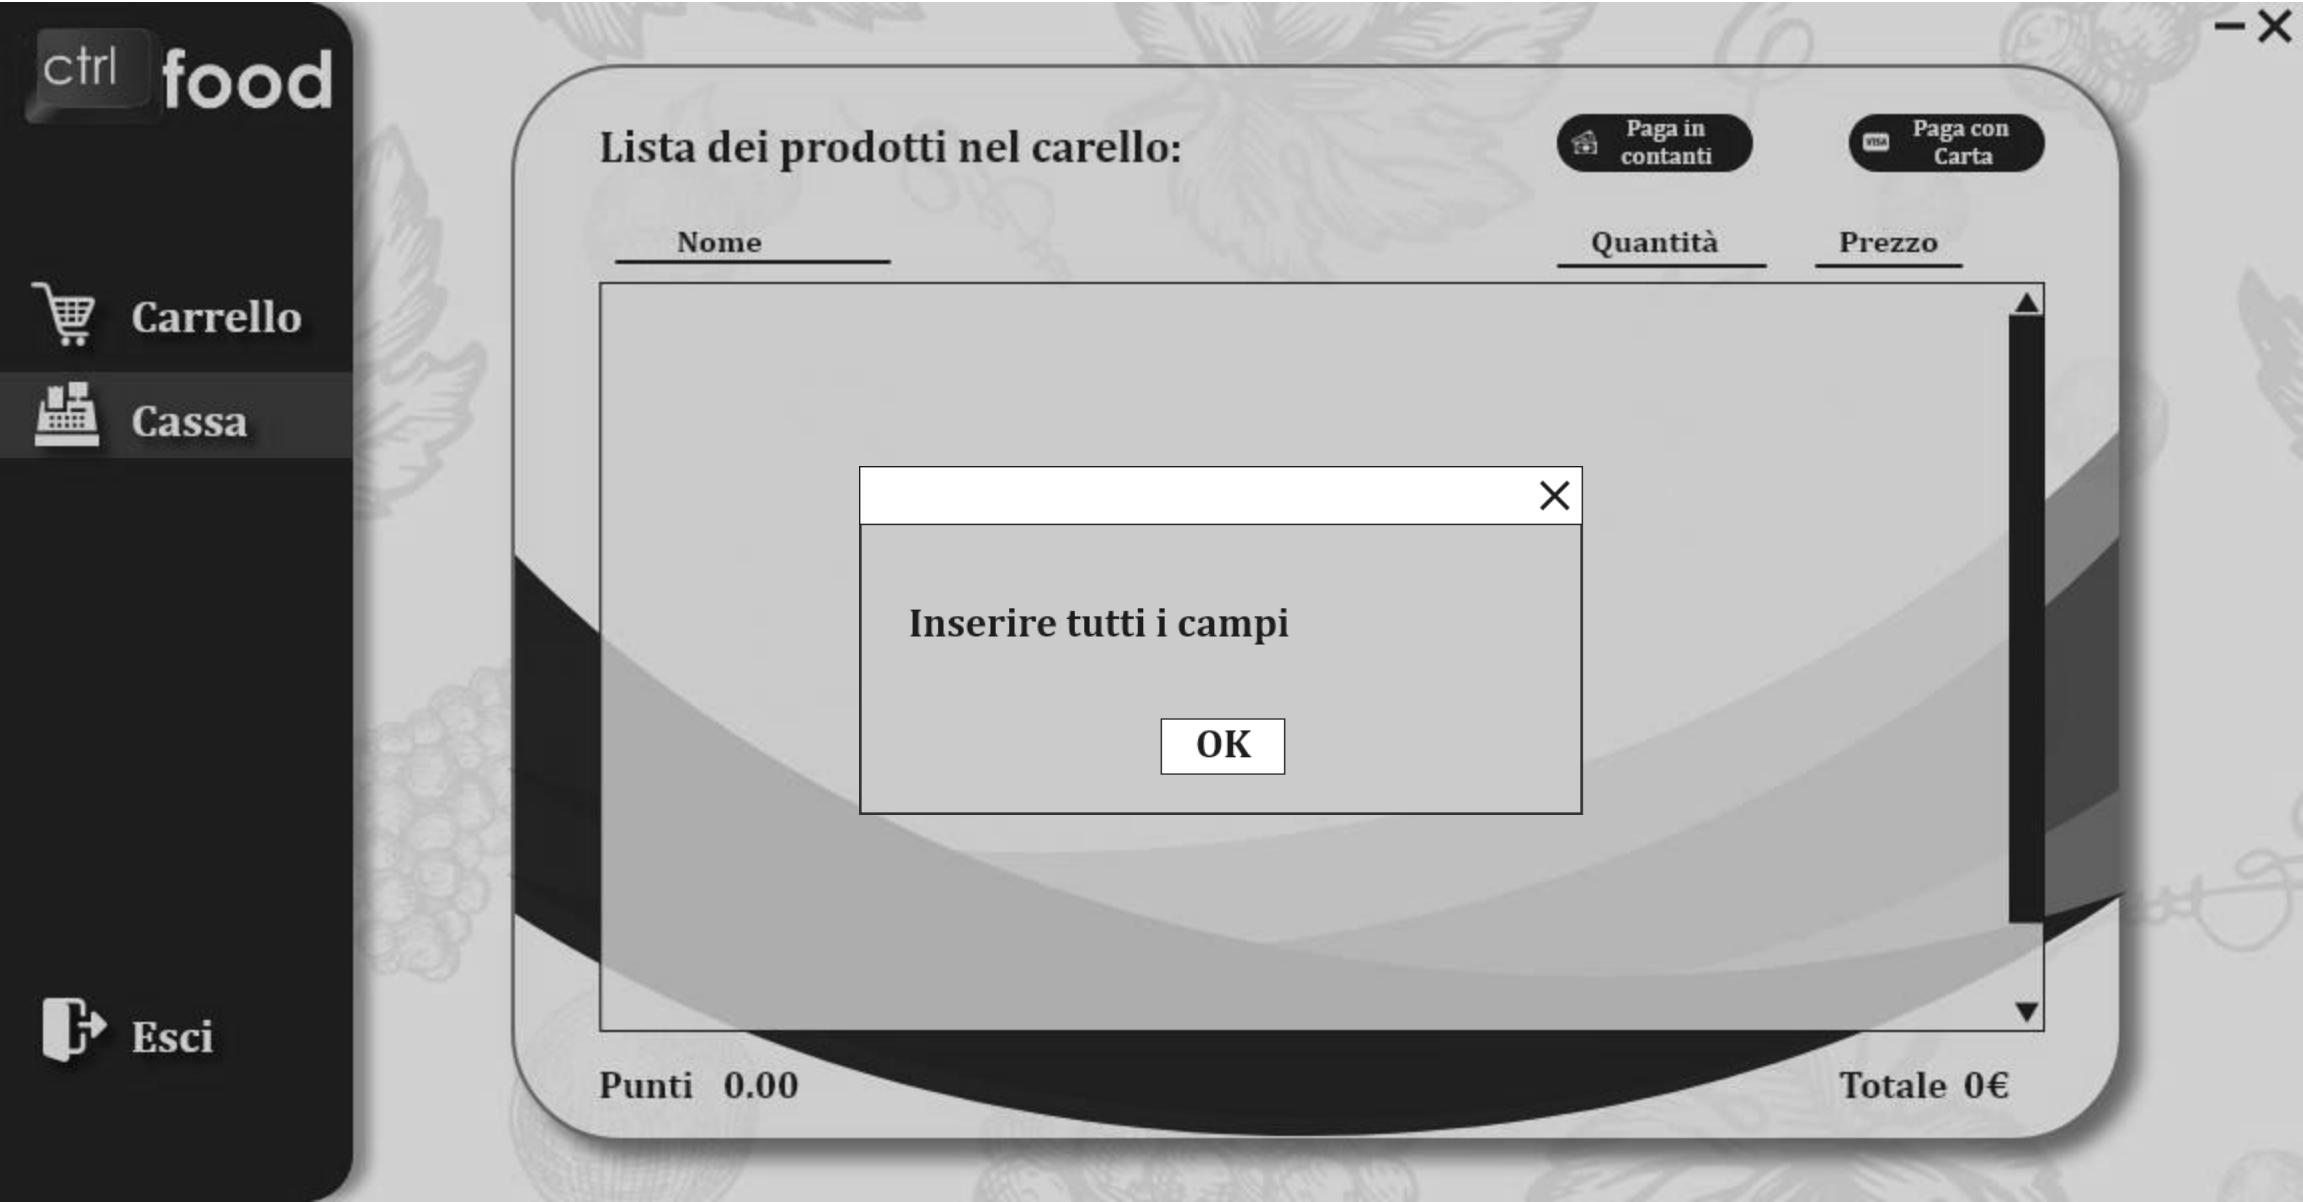 ctrl food
Lista dei prodotti nel carello:
Paga in
contanti
VISA
Paga con
Carta
Nome
Quantità
Prezzo
Carrello
Cassa
Inserire tutti i campi
OK
Esci
Punti 0.00
Totale 0€